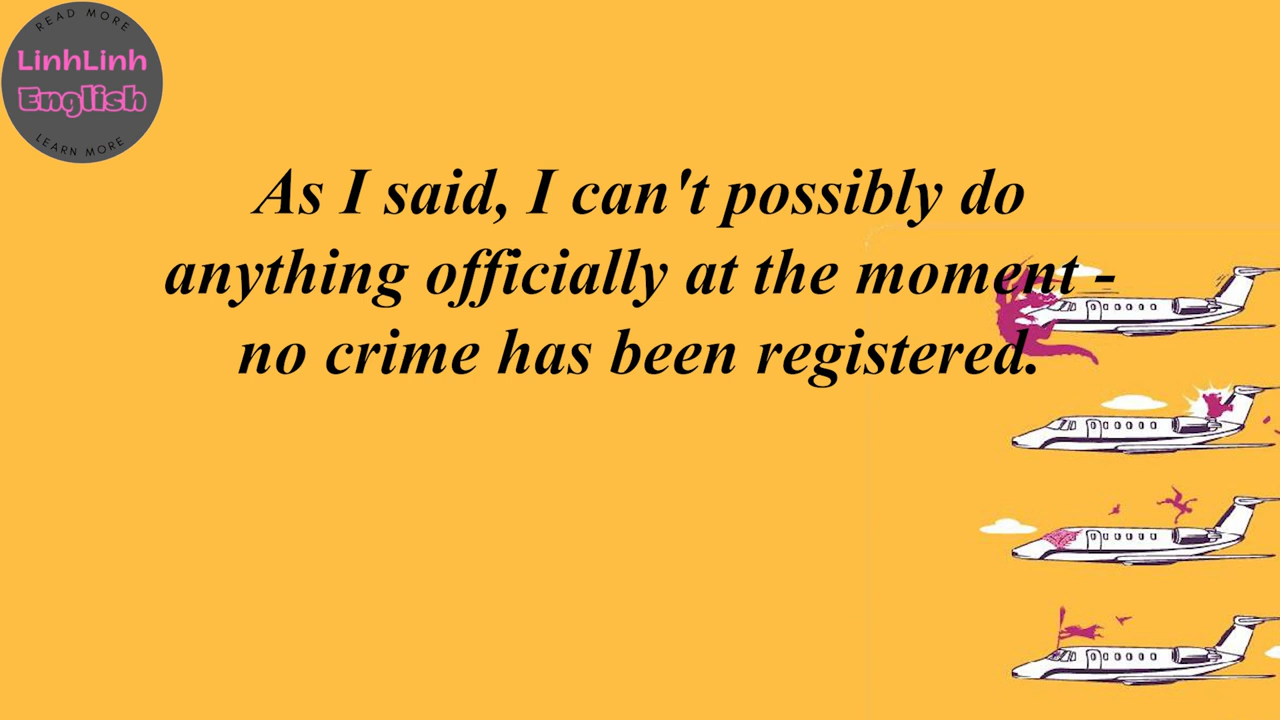 READ MORE
LinhLinh
English
LEARN MORE
As I said, I can't possibly do
anything officially at the moment -
no crime has been registered.